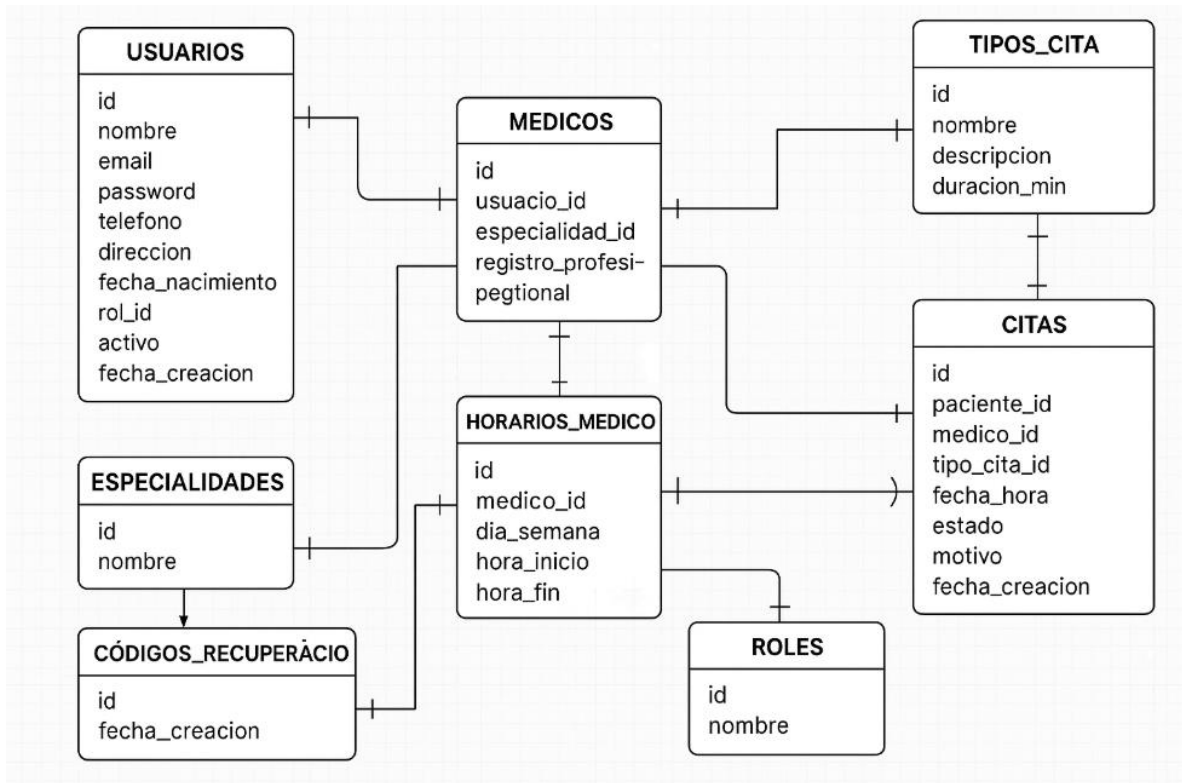 USUARIOS
id
nombre
email
password
telefono
direccion
fecha_nacimiento
rol_id
activo
fecha_creacion
MEDICOS
id
usuacio_id
especialidad_id
registro_profesi-
pegtional
TIPOS_CITA
id
nombre
descripcion
duracion_min
ESPECIALIDADES
id
nombre
HORARIOS_MEDICO
id
medico_id
dia_semana
hora_inicio
hora_fin
CITAS
id
paciente_id
medico_id
tipo_cita_id
fecha_hora
estado
motivo
fecha_creacion
CÓDIGOS_RECUPERÀCIO
id
fecha_creacion
ROLES
id
nombre